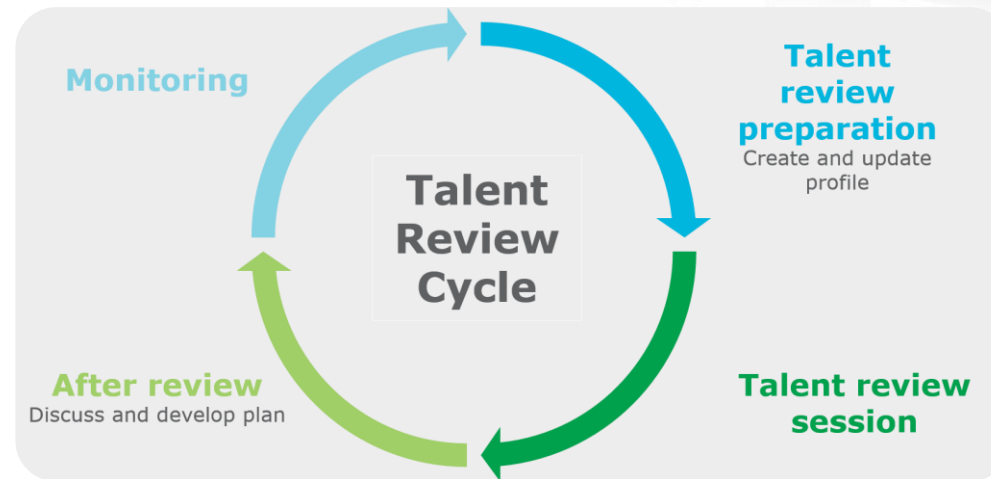 Monitoring
Talent
review
preparation
Create and update
profile
Talent
Review
Cycle
After review
Discuss and develop plan
Talent review
session